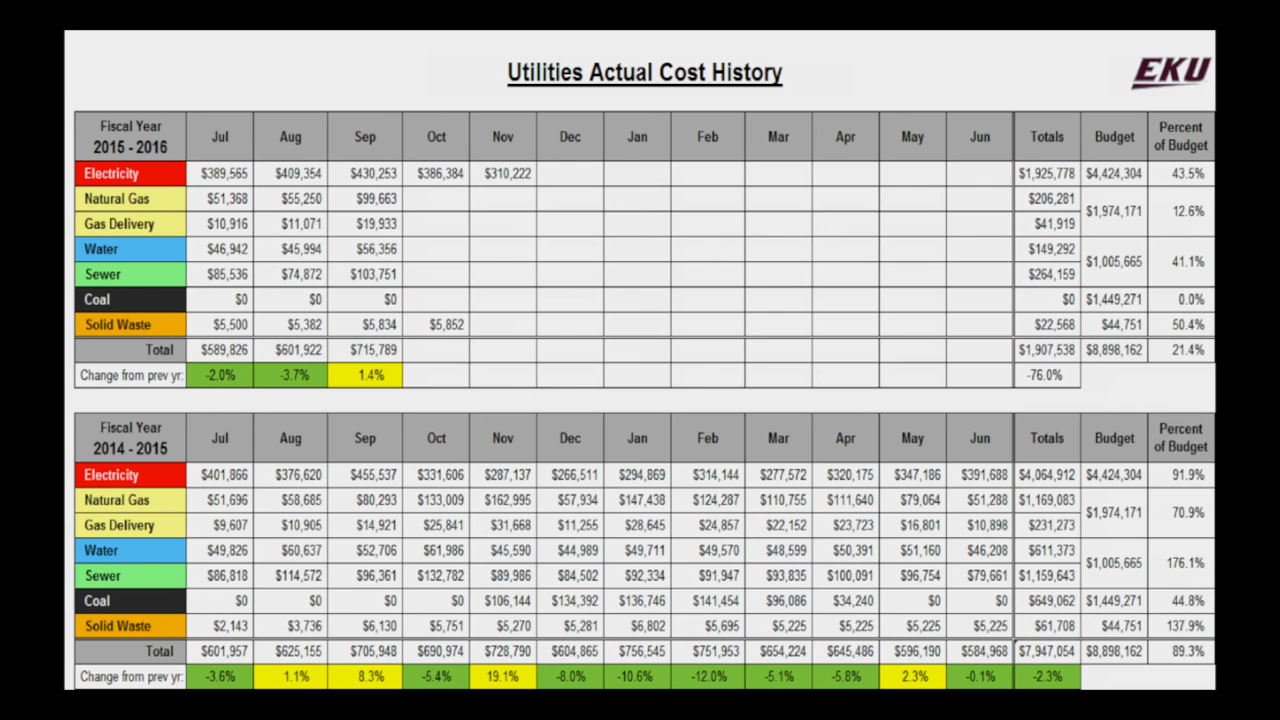 Utilities Actual Cost History
EKU
Fiscal Year 2015 - 2016 Jul Aug Sep Oct Nov Dec Jan Feb Mar Apr May Jun Totals Budget Percent of Budget
Electricity $389,565 $409,354 $430,253 $386,384 $310,222 $1,925,778 $4,424,304 43.5%
Natural Gas $51,368 $55,250 $99,663 $206,281 $1,974,171 12.6%
Gas Delivery $10,916 $11,071 $19,933 $41,919
Water $46,942 $45,994 $56,356 $149,292 $1,005,665 41.1%
Sewer $85,536 $74,872 $103,751 $264,159
Coal $0 $0 $0 $0 $1,449,271 0.0%
Solid Waste $5,500 $5,382 $5,834 $5,852 $22,568 $44,751 50.4%
Total $589,826 $601,922 $715,789 $1,907,538 $8,898,162 21.4%
Change from prev yr: -2.0% -3.7% 1.4% -76.0%
Fiscal Year 2014 - 2015 Jul Aug Sep Oct Nov Dec Jan Feb Mar Apr May Jun Totals Budget Percent of Budget
Electricity $401,866 $376,620 $455,537 $331,606 $287,137 $266,511 $294,869 $314,144 $277,572 $320,175 $347,186 $391,688 $4,064,912 $4,424,304 91.9%
Natural Gas $51,696 $58,685 $80,293 $133,009 $162,995 $57,934 $147,438 $124,287 $110,755 $111,640 $79,064 $51,288 $1,169,083 $1,974,171 70.9%
Gas Delivery $9,607 $10,905 $14,921 $25,841 $31,668 $11,255 $28,645 $24,857 $22,152 $23,723 $16,801 $10,898 $231,273
Water $49,826 $60,637 $52,706 $61,986 $45,590 $44,989 $49,711 $49,570 $48,599 $50,391 $51,160 $46,208 $611,373 $1,005,665 176.1%
Sewer $86,818 $114,572 $96,361 $132,782 $89,986 $84,502 $92,334 $91,947 $93,835 $100,091 $96,754 $79,661 $1,159,643
Coal $0 $0 $0 $0 $106,144 $134,392 $136,746 $141,454 $96,086 $34,240 $0 $0 $649,062 $1,449,271 44.8%
Solid Waste $2,143 $3,736 $6,130 $5,751 $5,270 $5,281 $6,802 $5,695 $5,225 $5,225 $5,225 $5,225 $61,708 $44,751 137.9%
Total $601,957 $625,155 $705,948 $690,974 $728,790 $604,865 $756,545 $751,953 $654,224 $645,486 $596,190 $584,968 $7,947,054 $8,898,162 89.3%
Change from prev yr: -3.6% 1.1% 8.3% -5.4% 19.1% -8.0% -10.6% -12.0% -5.1% -5.8% 2.3% -0.1% -2.3%